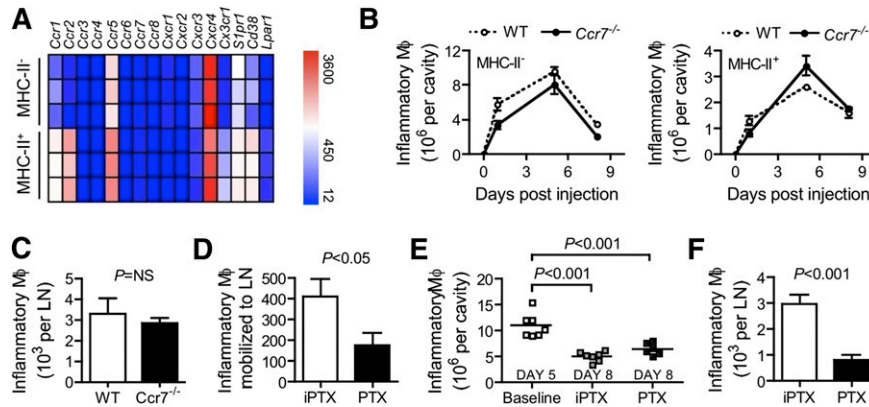 A
Ccr1 Ccr2 Ccr3 Ccr4 Ccr5 Ccr6 Ccr7 Ccr8 Cxcr1 Cxcr2 Cxcr3 Cxcr4 Cx3cr1 S1pr1 Cd38 Lpar1
MHC-II-
MHC-II+
3600
450
12
B
WT Ccr7-/-
MHC-II-
Inflammatory Mϕ
(10⁶ per cavity)
12
8
4
0
0 3 6 9
Days post injection
WT Ccr7-/-
MHC-II+
Inflammatory Mϕ
(10⁶ per cavity)
5
4
3
2
1
0
0 3 6 9
Days post injection
C
P=NS
Inflammatory Mϕ
(10³ per LN)
5
4
3
2
1
0
WT Ccr7-/-
D
P<0.05
Inflammatory Mϕ
mobilized to LN
500
400
300
200
100
0
iPTX PTX
E
P<0.001
P<0.001
Inflammatory Mϕ
(10⁶ per cavity)
20
15
10
5
0
DAY 5 DAY 8 DAY 8
Baseline iPTX PTX
F
P<0.001
Inflammatory Mϕ
(10³ per LN)
4
3
2
1
0
iPTX PTX